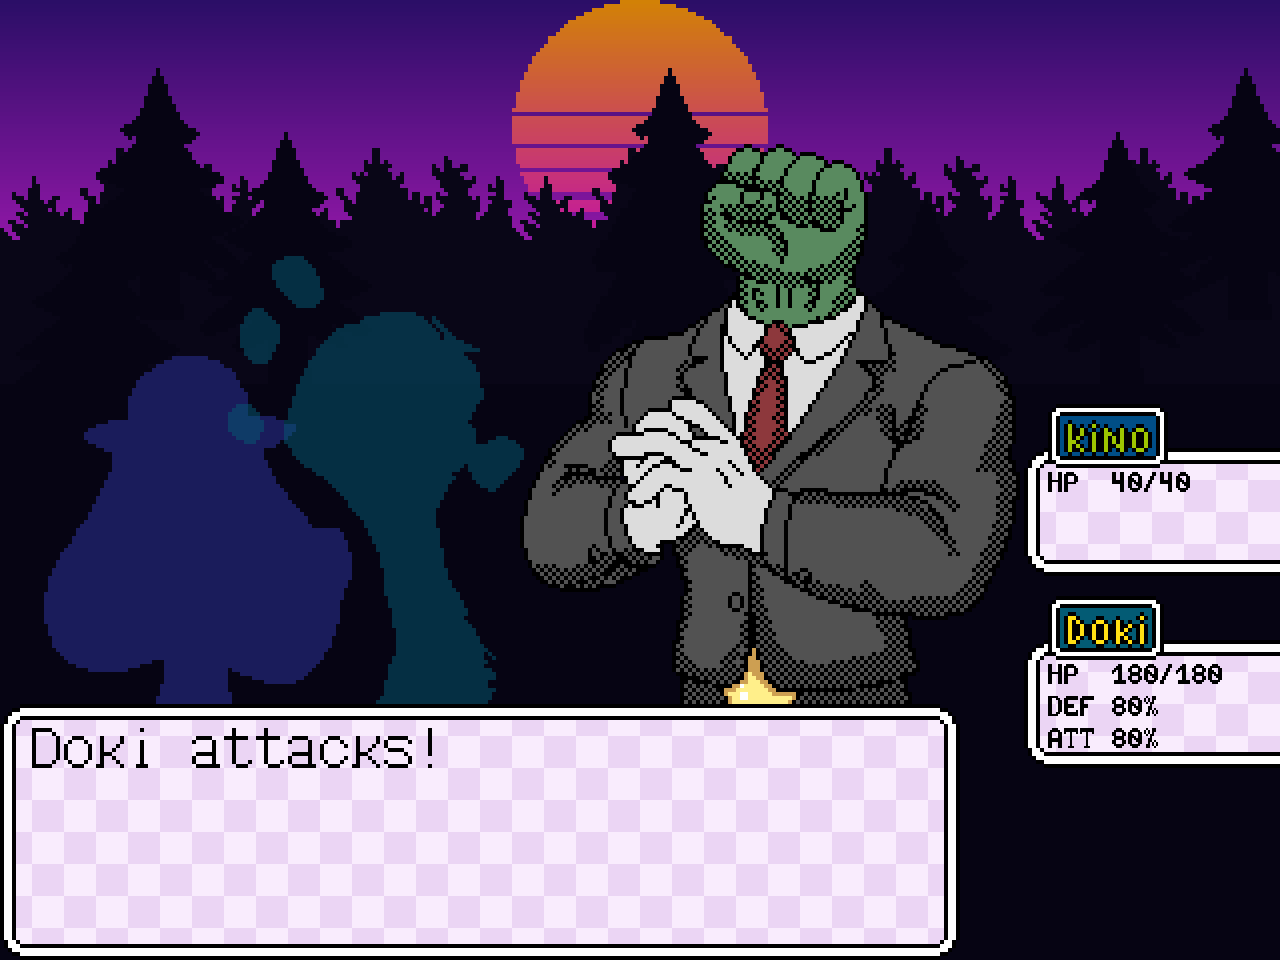 KiNO
HP 40/40
Doki
HP 180/180
DEF 80%
ATT 80%
Doki attacks!